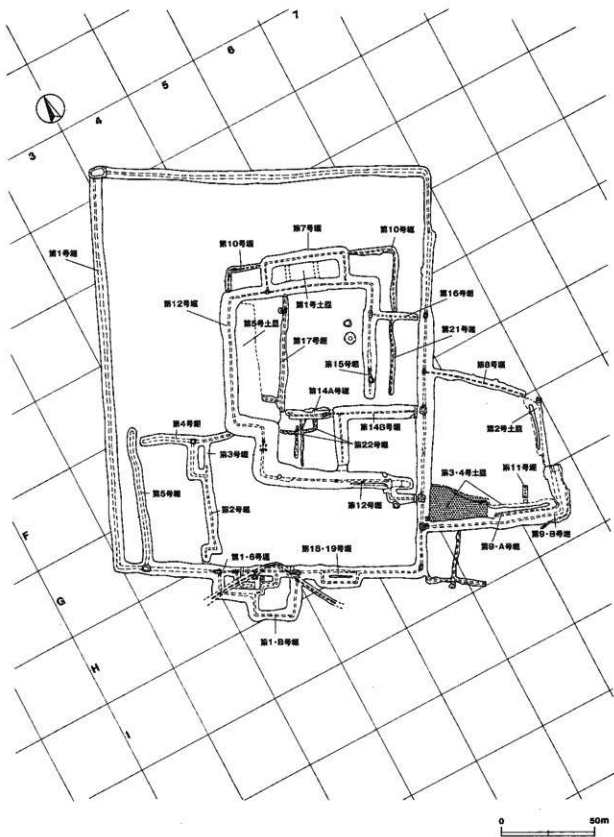 7
6
5
4
3
第7号堀
第10号堀
第10号堀
第1号堀
第1号土塁
第12号堀
第16号堀
第5号土塁
第21号堀
第17号堀
第15号堀
第8号堀
第14A号堀
第2号土塁
第14B号堀
第4号堀
第22号堀
第3号堀
第3・4号土塁
第11号堀
第5号堀
第12号堀
第2号堀
F
第9・B号堀
第9・A号堀
第18・19号堀
第1・6号堀
G
第1・B号堀
H
I
0
50m